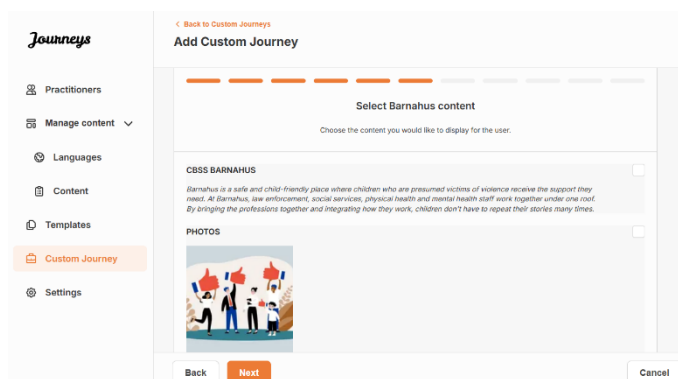 Journeys
Practitioners
Manage content
Languages
Content
Templates
Custom Journey
Settings
< Back to Custom Journeys
Add Custom Journey
Select Barnahus content
Choose the content you would like to display for the user.
CBSS BARNAHUS
Barnahus is a safe and child-friendly place where children who are presumed victims of violence receive the support they
need. At Barnahus, law enforcement, social services, physical health and mental health staff work together under one roof.
By bringing the professions together and integrating how they work, children don't have to repeat their stories many times.
PHOTOS
Back
Next
Cancel